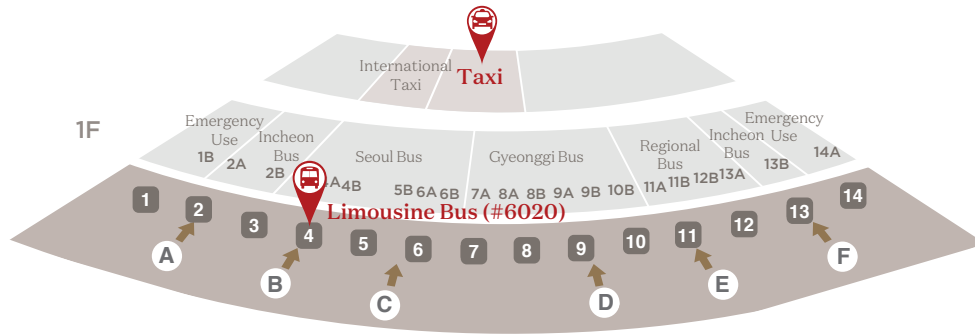 International
Taxi
Taxi
1F
Emergency
Use
1B
2A
Incheon
Bus
2B
Seoul Bus
4B
5B
6A
6B
Gyeonggi Bus
7A
8A
8B
9A
9B
10B
Regional
Bus
11A
11B
12B
Incheon
Bus
13A
Emergency
Use
13B
14A
Limousine Bus (#6020)
1
2
3
4
5
6
7
8
9
10
11
12
13
14
A
B
C
D
E
F